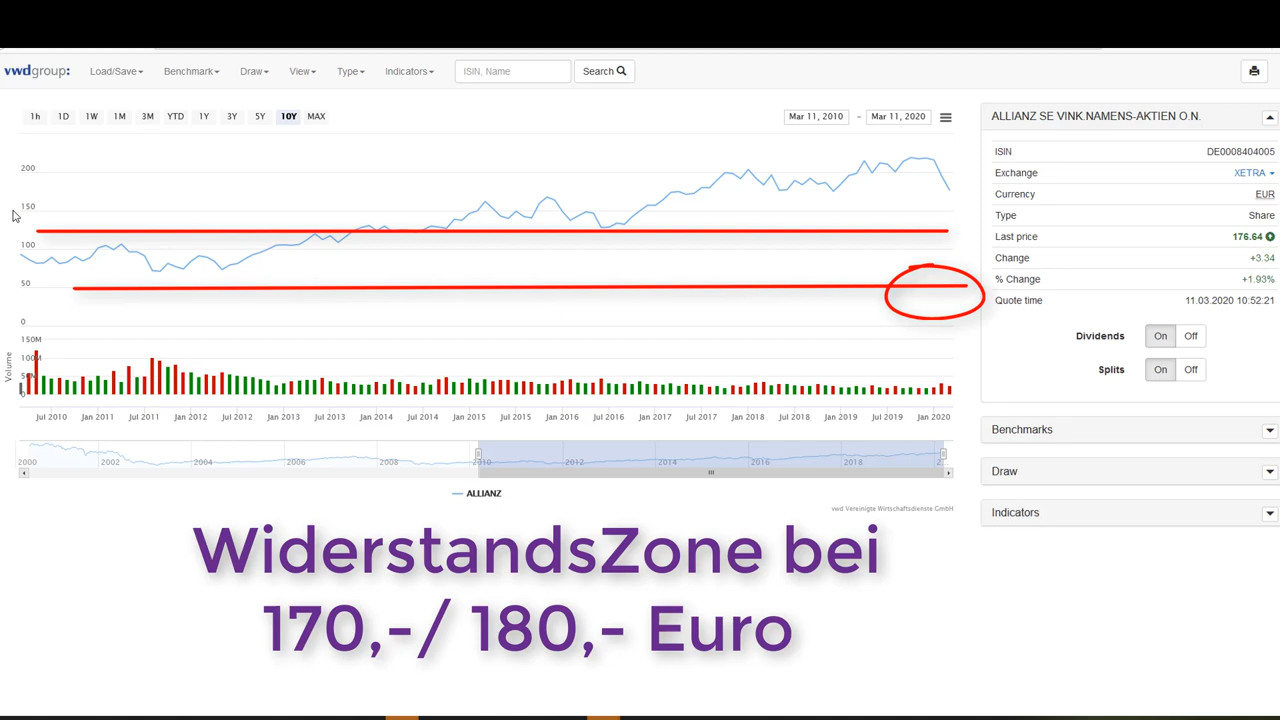 vwdgroup: Load/Save Benchmark Draw View Type Indicators ISIN, Name Search
1h 1D 1W 1M 3M YTD 1Y 3Y 5Y 10Y MAX Mar 11, 2010 - Mar 11, 2020
200
150
100
50
0
Volume
150M
100M
0
Jul 2010 Jan 2011 Jul 2011 Jan 2012 Jul 2012 Jan 2013 Jul 2013 Jan 2014 Jul 2014 Jan 2015 Jul 2015 Jan 2016 Jul 2016 Jan 2017 Jul 2017 Jan 2018 Jul 2018 Jan 2019 Jul 2019 Jan 2020
2000 2002 2004 2006 2008 2010 2012 2014 2016 2018 2...
ALLIANZ
vwd Vereinigte Wirtschaftsdienste GmbH
ALLIANZ SE VINK.NAMENS-AKTIEN O.N.
ISIN DE0008404005
Exchange XETRA
Currency EUR
Type Share
Last price 176.64
Change +3.34
% Change +1.93%
Quote time 11.03.2020 10:52:21
Dividends On Off
Splits On Off
Benchmarks
Draw
Indicators
WiderstandsZone bei
170,-/ 180,- Euro